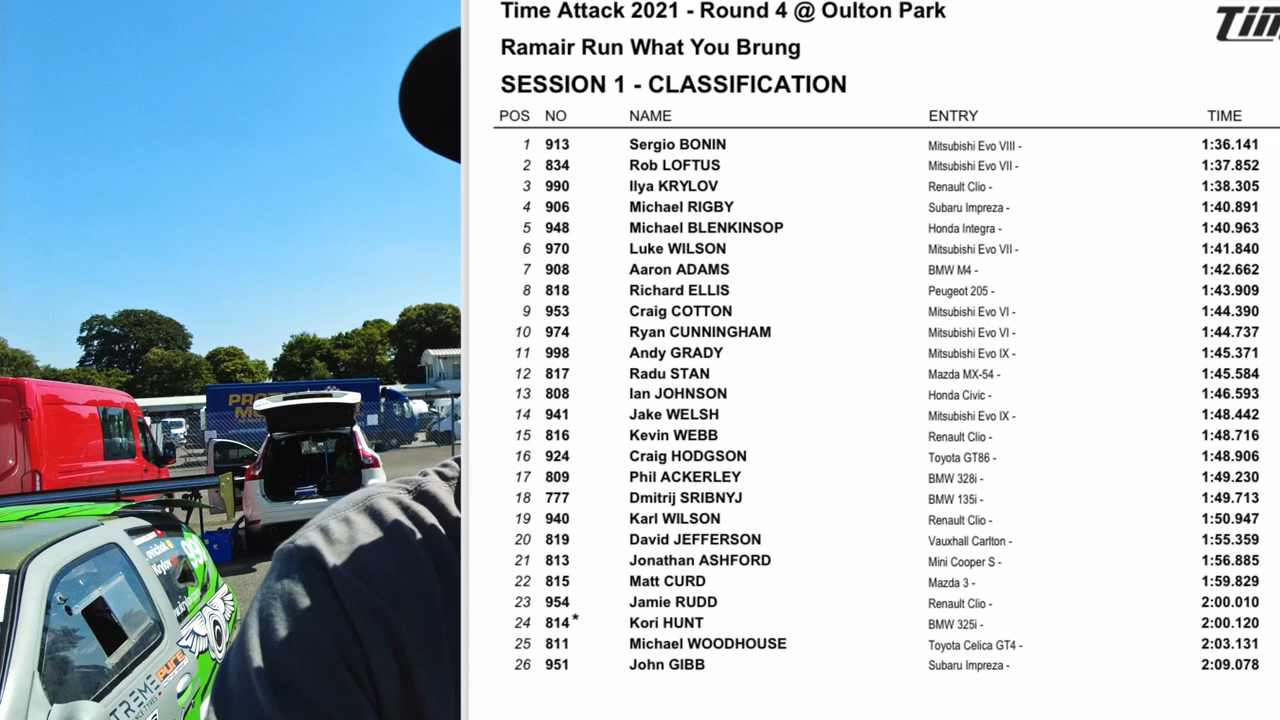 Time Attack 2021 - Round 4 @ Oulton Park
Ramair Run What You Brung
SESSION 1 - CLASSIFICATION
POS NO NAME ENTRY TIME
1 913 Sergio BONIN Mitsubishi Evo VIII - 1:36.141
2 834 Rob LOFTUS Mitsubishi Evo VII - 1:37.852
3 990 Ilya KRYLOV Renault Clio - 1:38.305
4 906 Michael RIGBY Subaru Impreza - 1:40.891
5 948 Michael BLENKINSOP Honda Integra - 1:40.963
6 970 Luke WILSON Mitsubishi Evo VII - 1:41.840
7 908 Aaron ADAMS BMW M4 - 1:42.662
8 818 Richard ELLIS Peugeot 205 - 1:43.909
9 953 Craig COTTON Mitsubishi Evo VI - 1:44.390
10 974 Ryan CUNNINGHAM Mitsubishi Evo VI - 1:44.737
11 998 Andy GRADY Mitsubishi Evo IX - 1:45.371
12 817 Radu STAN Mazda MX-54 - 1:45.584
13 808 Ian JOHNSON Honda Civic - 1:46.593
14 941 Jake WELSH Mitsubishi Evo IX - 1:48.442
15 816 Kevin WEBB Renault Clio - 1:48.716
16 924 Craig HODGSON Toyota GT86 - 1:48.906
17 809 Phil ACKERLEY BMW 328i - 1:49.230
18 777 Dmitrij SRIBNYJ BMW 135i - 1:49.713
19 940 Karl WILSON Renault Clio - 1:50.947
20 819 David JEFFERSON Vauxhall Carlton - 1:55.359
21 813 Jonathan ASHFORD Mini Cooper S - 1:56.885
22 815 Matt CURD Mazda 3 - 1:59.829
23 954 Jamie RUDD Renault Clio - 2:00.010
24 814 * Kori HUNT BMW 325i - 2:00.120
25 811 Michael WOODHOUSE Toyota Celica GT4 - 2:03.131
26 951 John GIBB Subaru Impreza - 2:09.078
Tim
990
Krylov
TREME
PURE